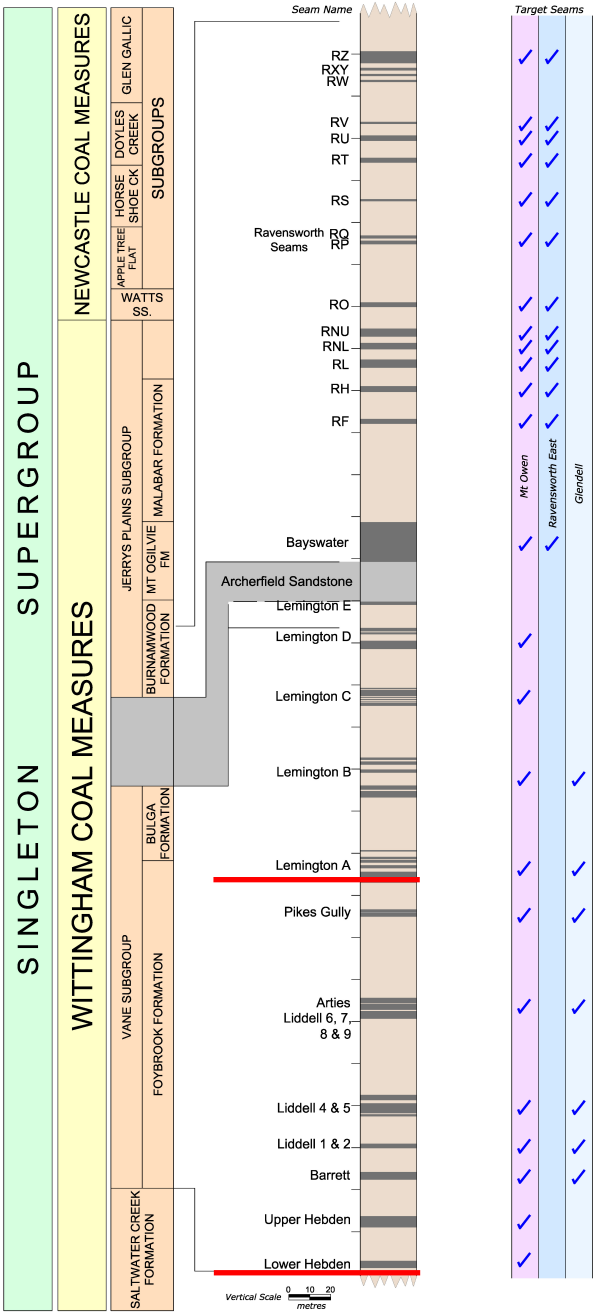 Seam Name
Target Seams
SINGLETON SUPERGROUP
NEWCASTLE COAL MEASURES
WITTINGHAM COAL MEASURES
GLEN GALLIC
DOYLES
CREEK
HORSE
SHOE CK
APPLE TREE
FLAT
SUBGROUPS
WATTS
SS.
JERRYS PLAINS SUBGROUP
MALABAR FORMATION
MT OGILVIE
FM
BURNAMWOOD
FORMATION
BULGA
FORMATION
VANE SUBGROUP
FOYBROOK FORMATION
SALTWATER CREEK
FORMATION
RZ
RXY
RW
RV
RU
RT
RS
Ravensworth
Seams
RQ
RP
RO
RNU
RNL
RL
RH
RF
Bayswater
Archerfield Sandstone
Lemington E
Lemington D
Lemington C
Lemington B
Lemington A
Pikes Gully
Arties
Liddell 6, 7,
8 & 9
Liddell 4 & 5
Liddell 1 & 2
Barrett
Upper Hebden
Lower Hebden
Mt Owen
Ravensworth East
Glendell
Vertical Scale
0 10 20
metres